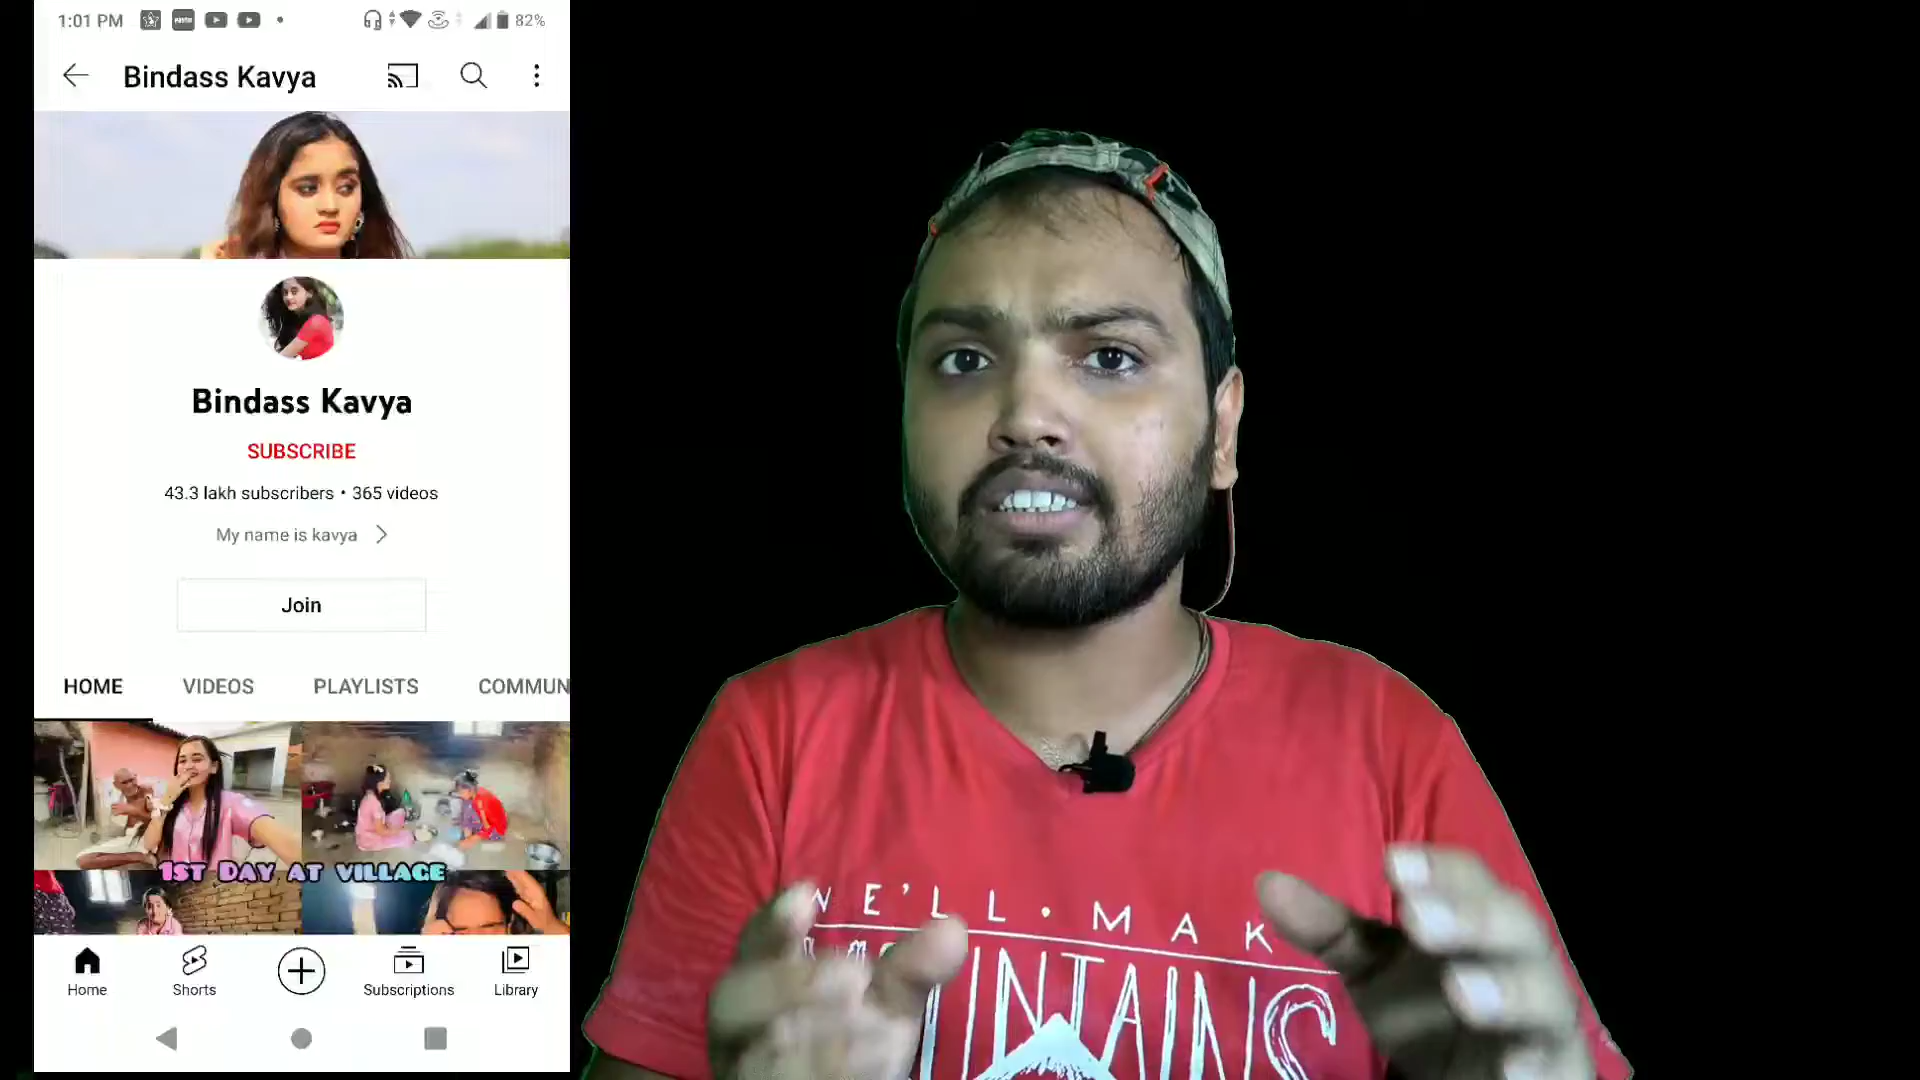 1:01 PM
82%
Bindass Kavya
Bindass Kavya
SUBSCRIBE
43.3 lakh subscribers • 365 videos
My name is kavya
Join
HOME VIDEOS PLAYLISTS COMMUN
1ST DAY AT VILLAGE
Home Shorts Subscriptions Library
WE'LL • MAK
UNTAINS